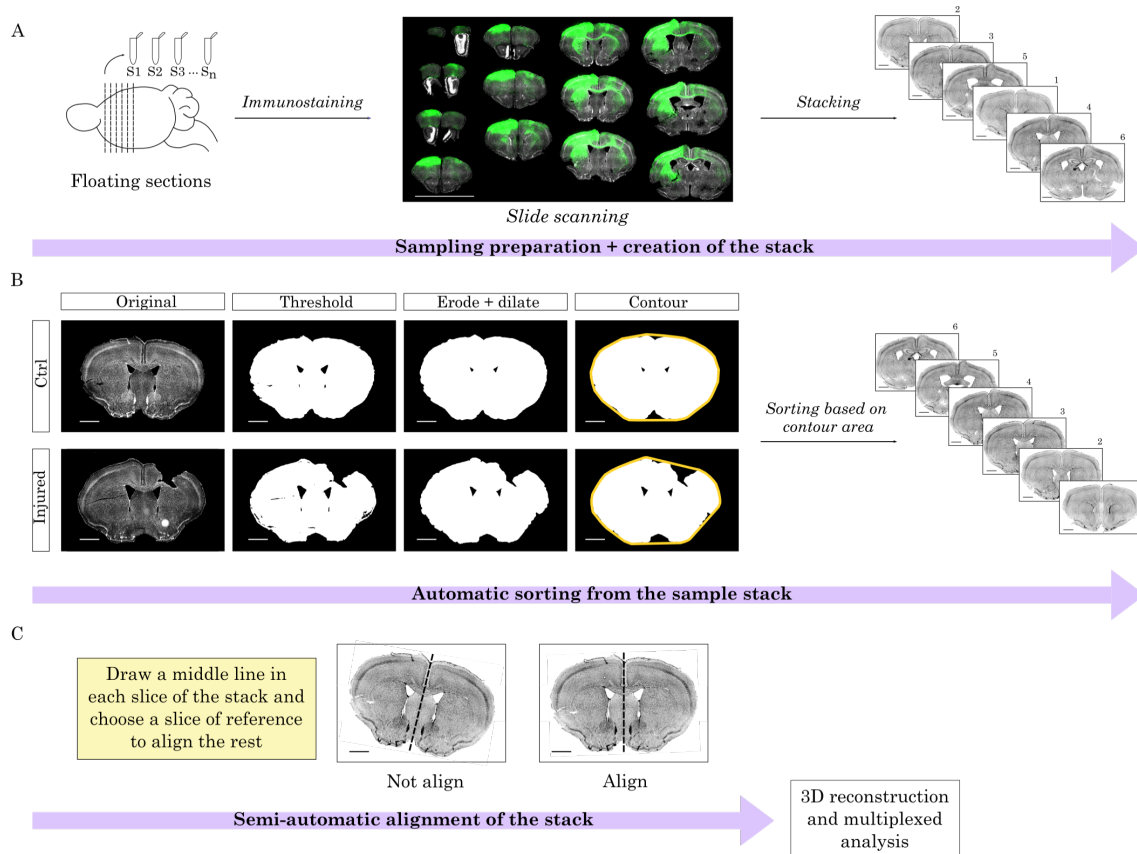 A
S1 S2 S3 ... Sn
Floating sections
Immunostaining
Slide scanning
Stacking
2
3
5
1
4
6
Sampling preparation + creation of the stack
B
Original
Threshold
Erode + dilate
Contour
Ctrl
Injured
Sorting based on
contour area
6
5
4
3
2
1
Automatic sorting from the sample stack
C
Draw a middle line in
each slice of the stack and
choose a slice of reference
to align the rest
Not align
Align
Semi-automatic alignment of the stack
3D reconstruction
and multiplexed
analysis